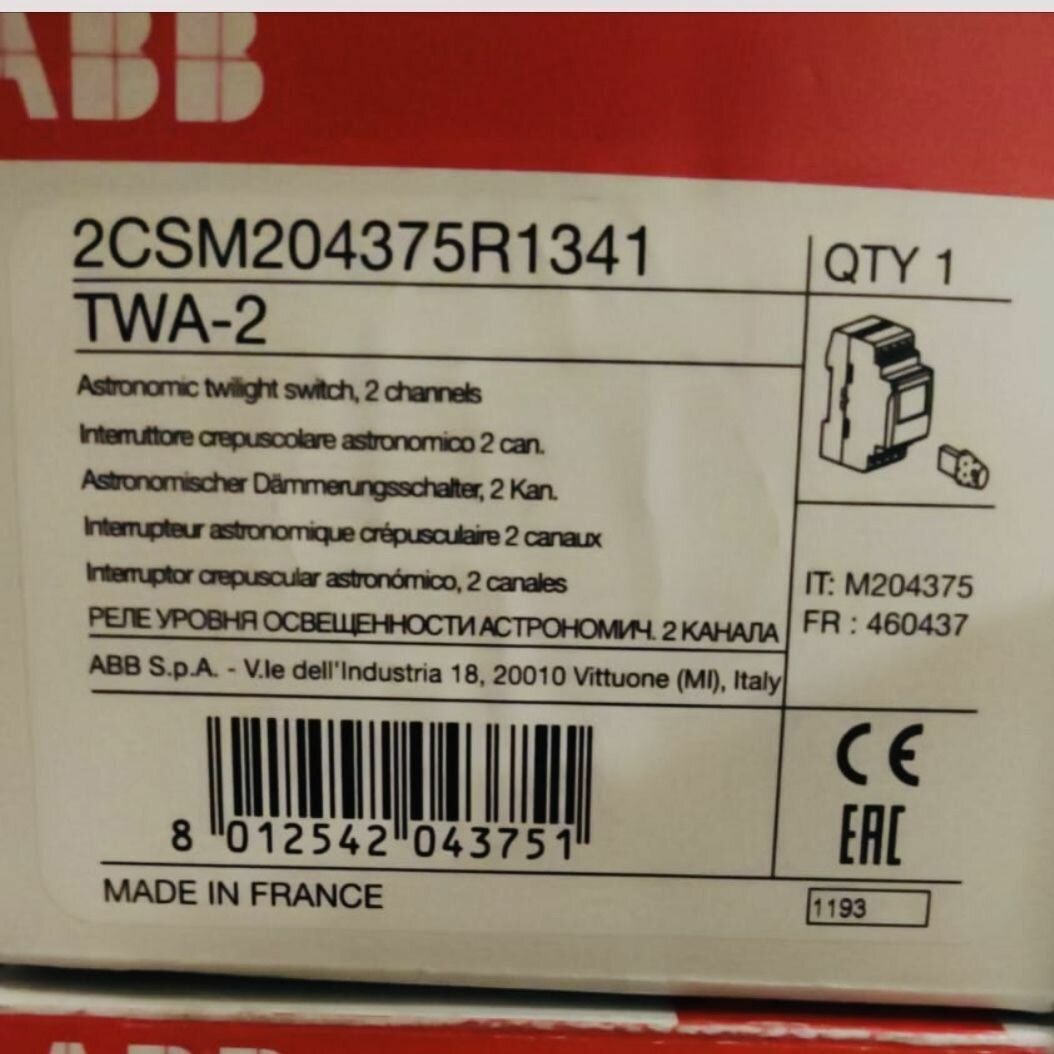 ABB
2CSM204375R1341
QTY 1
TWA-2
Astronomic twilight switch, 2 channels
Interruttore crepuscolare astronomico 2 can.
Astronomischer Dämmerungsschalter, 2 Kan.
Interrupteur astronomique crépusculaire 2 canaux
Interruptor crepuscular astronómico, 2 canales
РЕЛЕ УРОВНЯ ОСВЕЩЕННОСТИ АСТРОНОМИЧ. 2 КАНАЛА
IT: M204375
FR : 460437
ABB S.p.A. - V.le dell'Industria 18, 20010 Vittuone (MI), Italy
CE
EAC
8 012542 043751
MADE IN FRANCE
1193
ABB